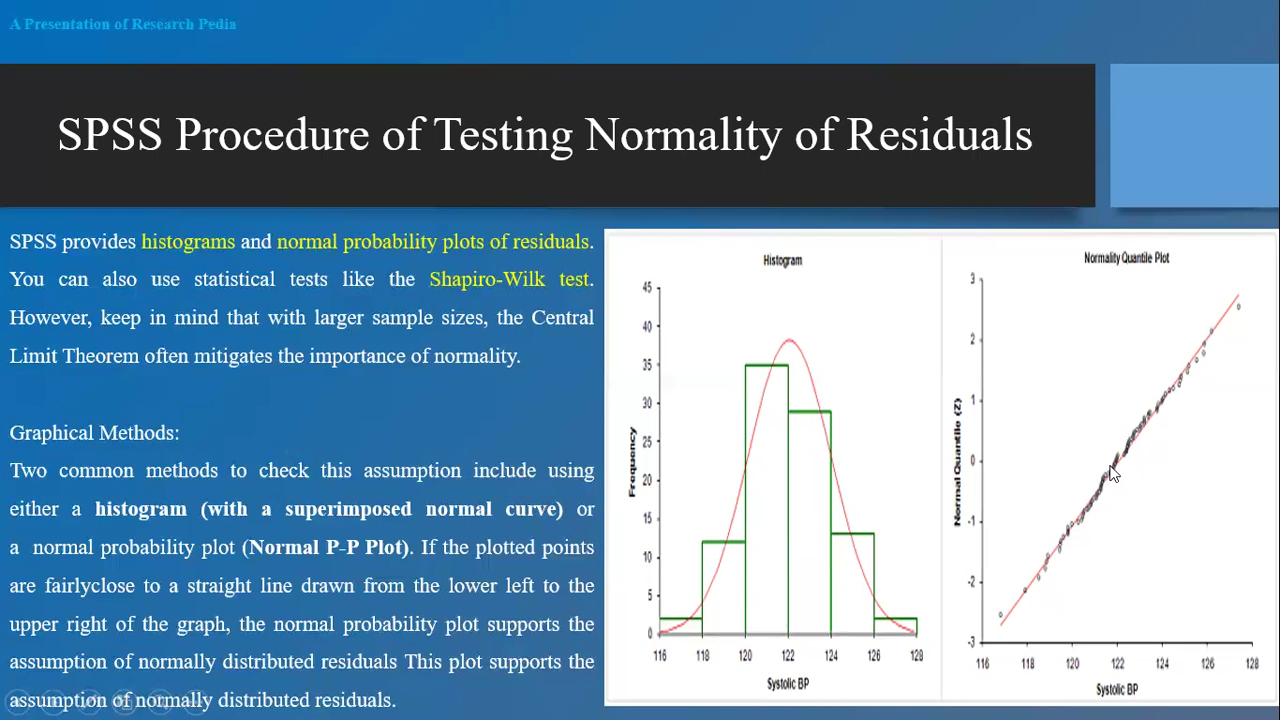 A Presentation of Research Pedia
SPSS Procedure of Testing Normality of Residuals
SPSS provides histograms and normal probability plots of residuals.
You can also use statistical tests like the Shapiro-Wilk test.
However, keep in mind that with larger sample sizes, the Central
Limit Theorem often mitigates the importance of normality.
Graphical Methods:
Two common methods to check this assumption include using
either a histogram (with a superimposed normal curve) or
a normal probability plot (Normal P-P Plot). If the plotted points
are fairlyclose to a straight line drawn from the lower left to the
upper right of the graph, the normal probability plot supports the
assumption of normally distributed residuals This plot supports the
assumption of normally distributed residuals.
Histogram
45
40
35
30
25
20
15
10
5
0
Frequency
116 118 120 122 124 126 128
Systolic BP
Normality Quantile Plot
3
2
1
0
-1
-2
-3
Normal Quantile (Z)
116 118 120 122 124 126 128
Systolic BP